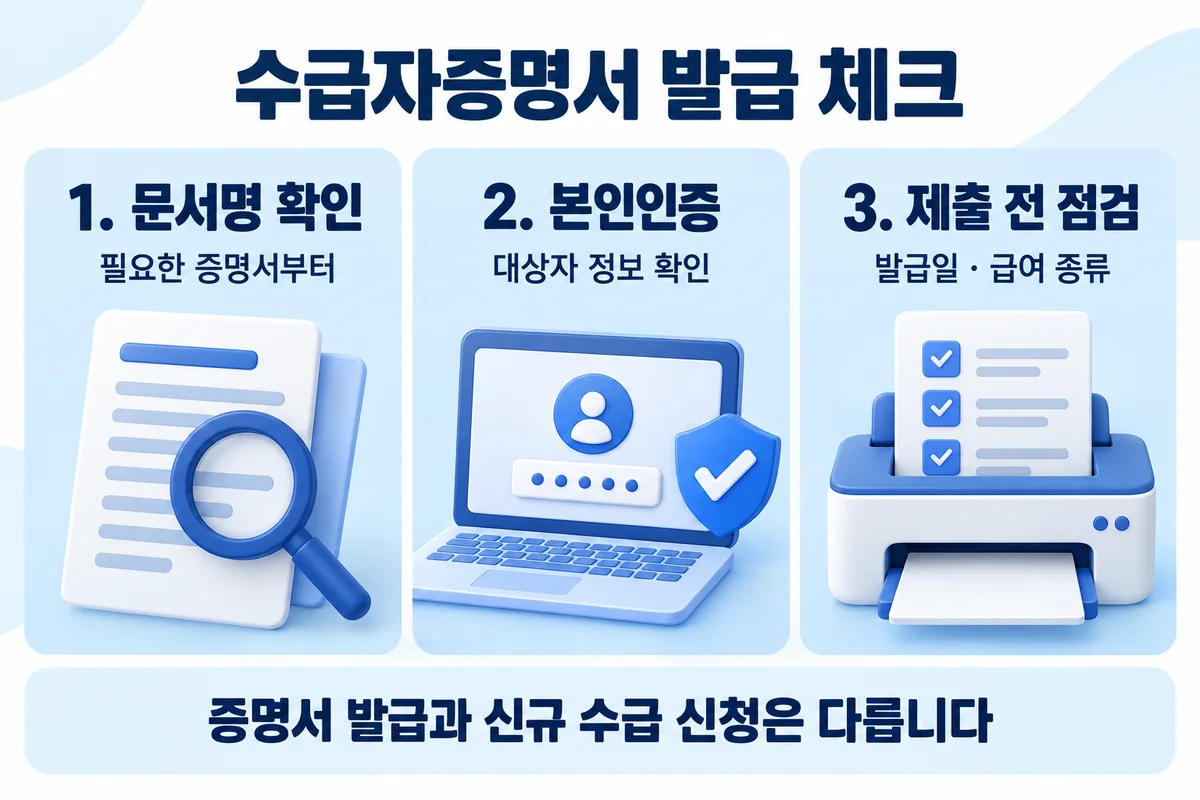 수급자증명서 발급 체크
1. 문서명 확인
필요한 증명서부터
2. 본인인증
대상자 정보 확인
3. 제출 전 점검
발급일 · 급여 종류
증명서 발급과 신규 수급 신청은 다릅니다